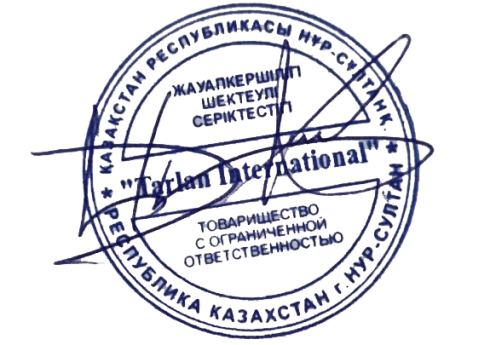 ҚАЗАҚСТАН РЕСПУБЛИКАСЫ НҰР-СҰЛТАН Қ.
ЖАУАПКЕРШІЛІГІ
ШЕКТЕУЛІ
СЕРІКТЕСТІГІ
"Tarlan International"
ТОВАРИЩЕСТВО
С ОГРАНИЧЕННОЙ
ОТВЕТСТВЕННОСТЬЮ
РЕСПУБЛИКА КАЗАХСТАН г. НУР-СУЛТАН